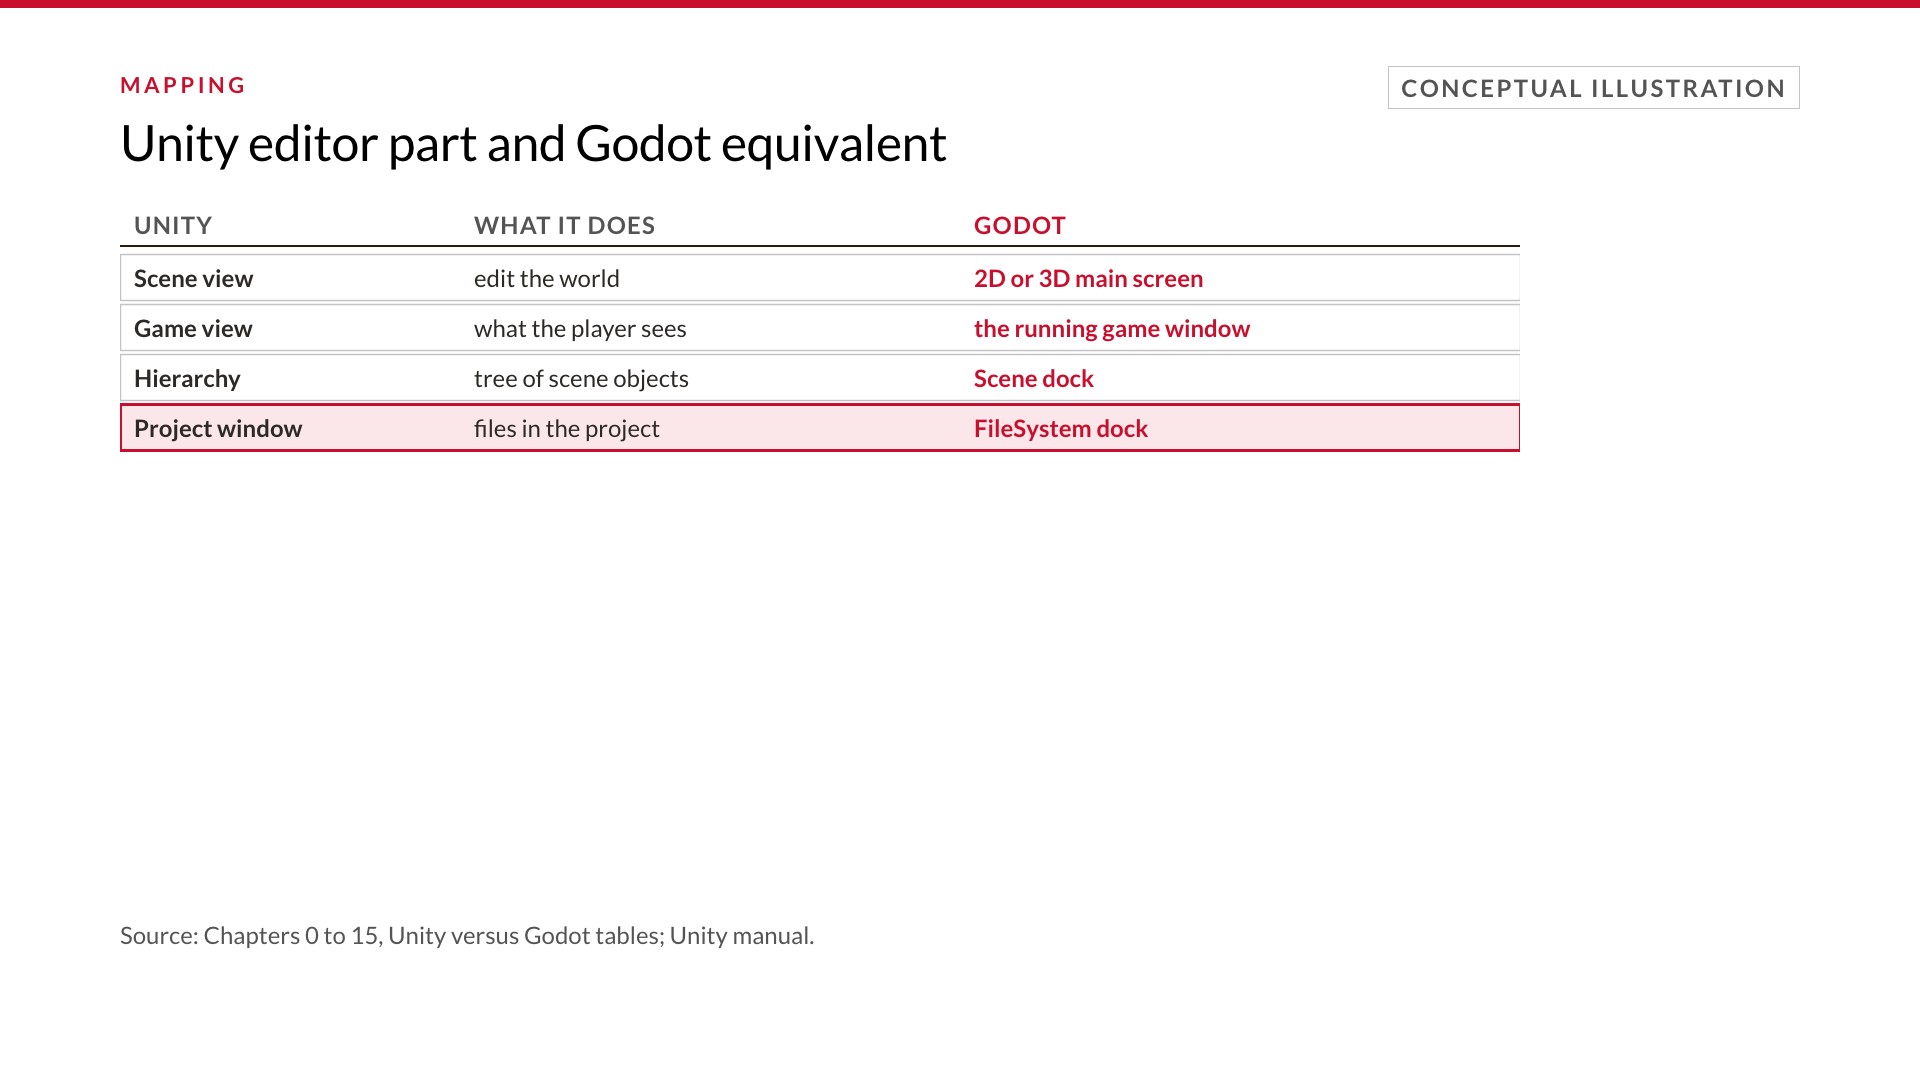 MAPPING
CONCEPTUAL ILLUSTRATION
Unity editor part and Godot equivalent
UNITY WHAT IT DOES GODOT
Scene view edit the world 2D or 3D main screen
Game view what the player sees the running game window
Hierarchy tree of scene objects Scene dock
Project window files in the project FileSystem dock
Source: Chapters 0 to 15, Unity versus Godot tables; Unity manual.